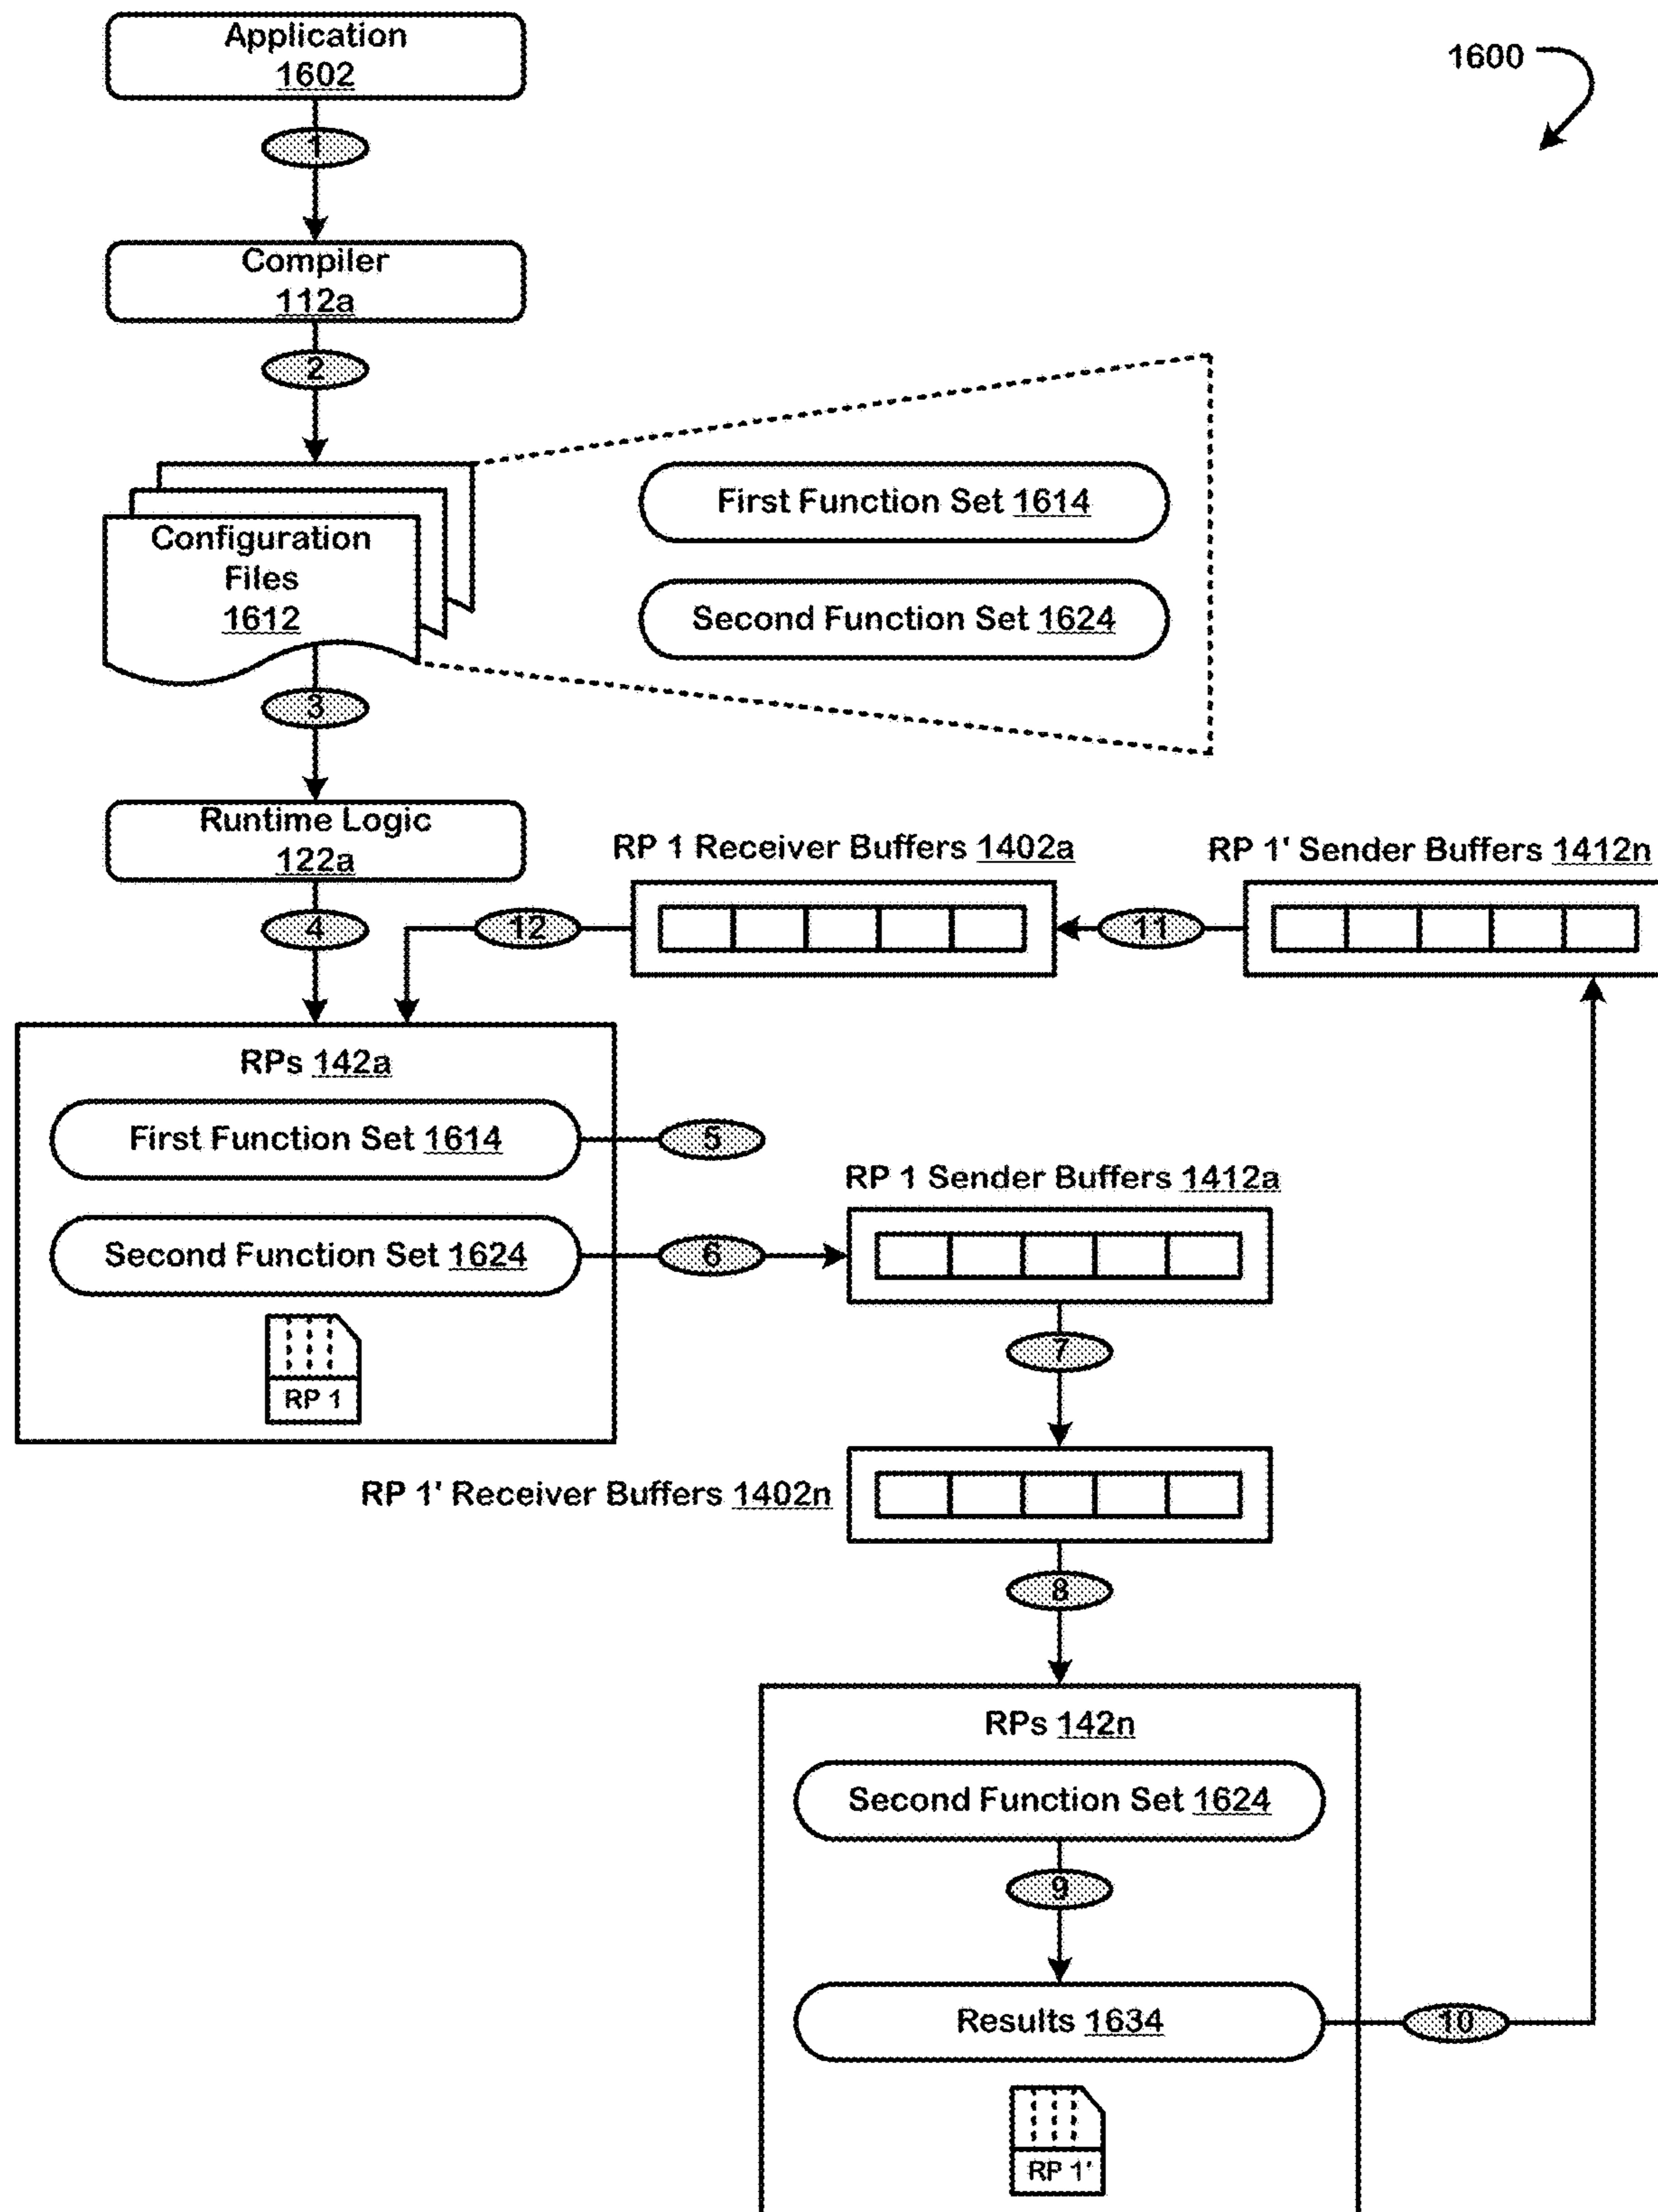 Application
1602
1600
1
Compiler
112a
2
First Function Set 1614
Configuration
Files
1612
Second Function Set 1624
3
Runtime Logic
122a
RP 1 Receiver Buffers 1402a
RP 1' Sender Buffers 1412n
4
12
11
RPs 142a
First Function Set 1614
5
RP 1 Sender Buffers 1412a
Second Function Set 1624
6
7
RP 1
RP 1' Receiver Buffers 1402n
8
RPs 142n
Second Function Set 1624
9
Results 1634
10
RP 1'